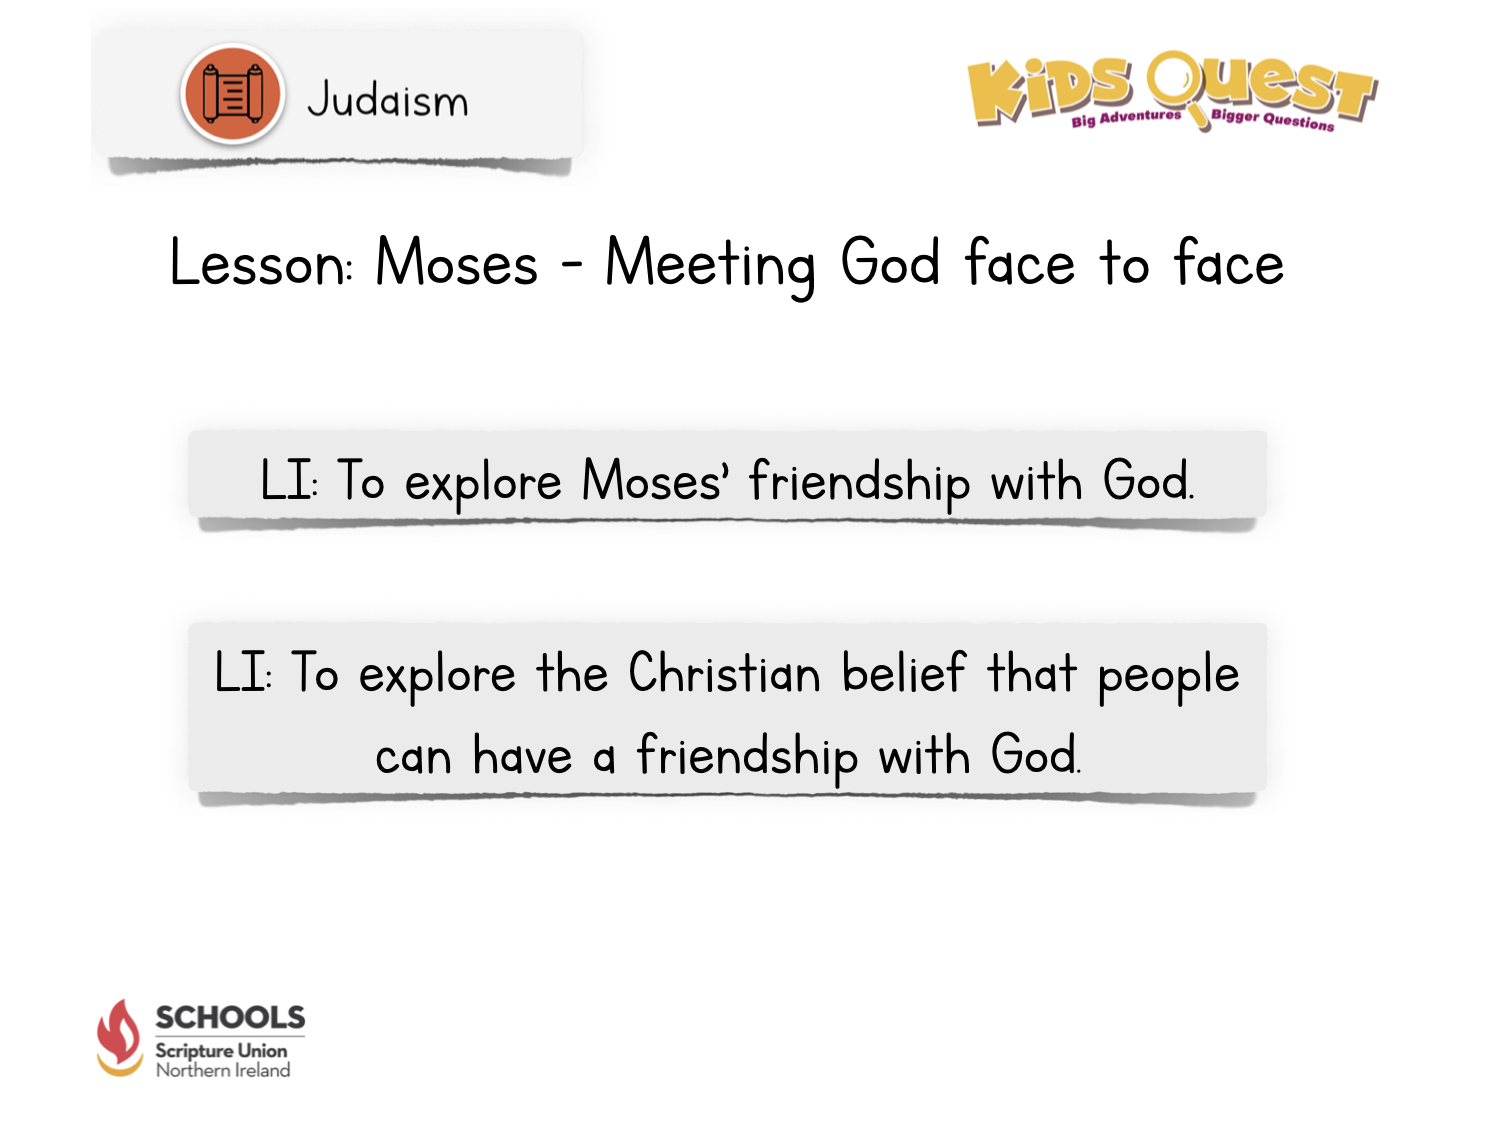 Judaism
KiDS QUEST
Big Adventures Bigger Questions
Lesson: Moses - Meeting God face to face
LI: To explore Moses' friendship with God.
LI: To explore the Christian belief that people
can have a friendship with God.
SCHOOLS
Scripture Union
Northern Ireland